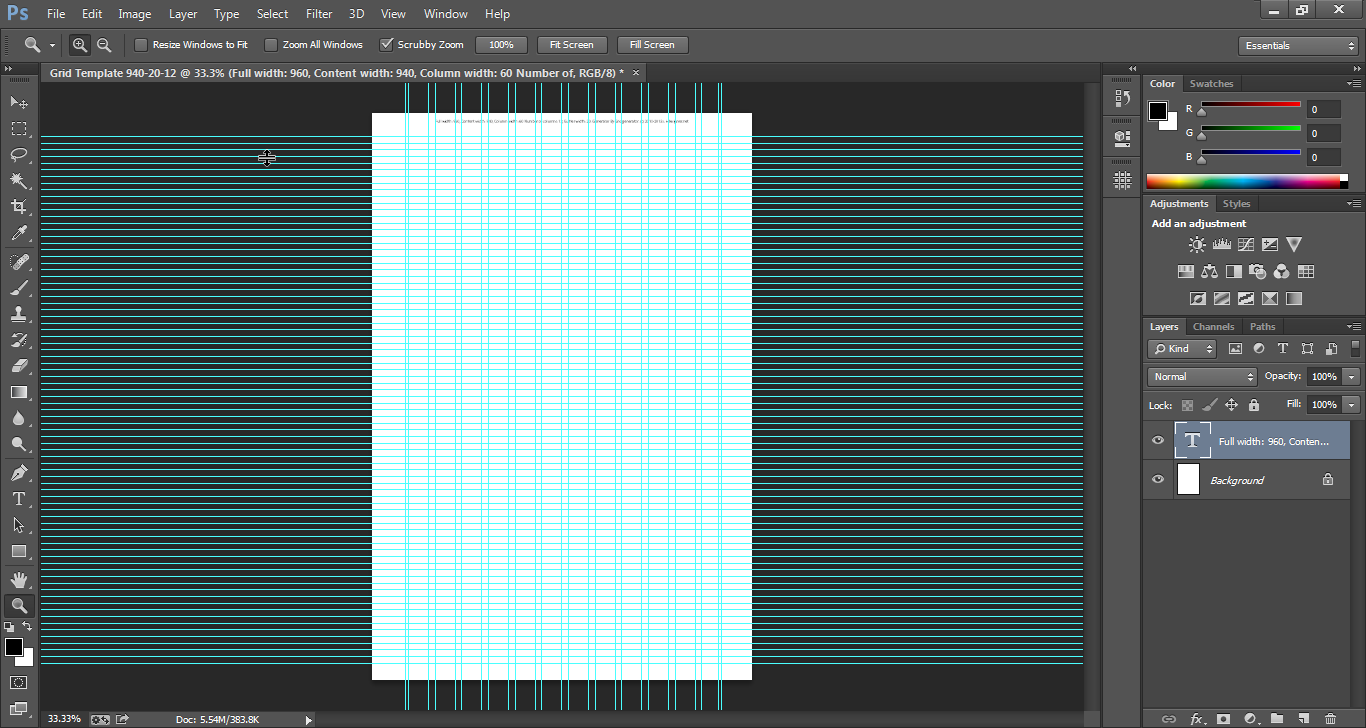 Ps File Edit Image Layer Type Select Filter 3D View Window Help
Resize Windows to Fit Zoom All Windows Scrubby Zoom 100% Fit Screen Fill Screen Essentials
Grid Template 940-20-12 @ 33.3% (Full width: 960, Content width: 940, Column width: 60 Number of, RGB/8) * ×
Color Swatches
R 0
G 0
B 0
Adjustments Styles
Add an adjustment
Layers Channels Paths
Kind
Normal Opacity: 100%
Lock: Fill: 100%
T Full width: 960, Conten...
Background
fx
33.33% Doc: 5.54M/383.8K